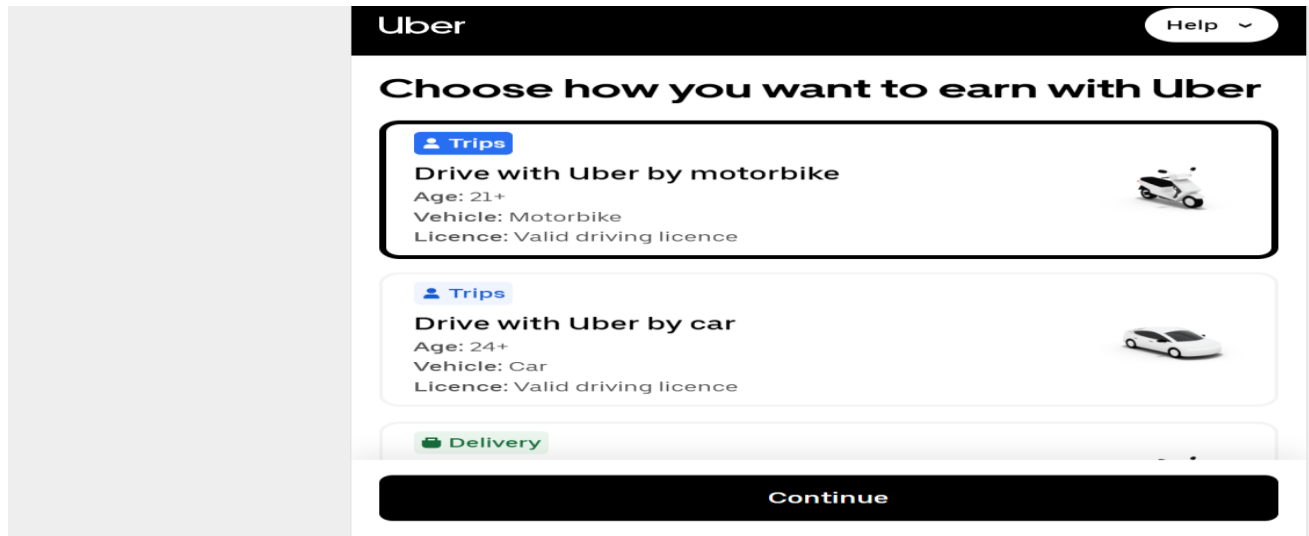 Uber
Help
Choose how you want to earn with Uber
Trips
Drive with Uber by motorbike
Age: 21+
Vehicle: Motorbike
Licence: Valid driving licence
Trips
Drive with Uber by car
Age: 24+
Vehicle: Car
Licence: Valid driving licence
Delivery
Continue